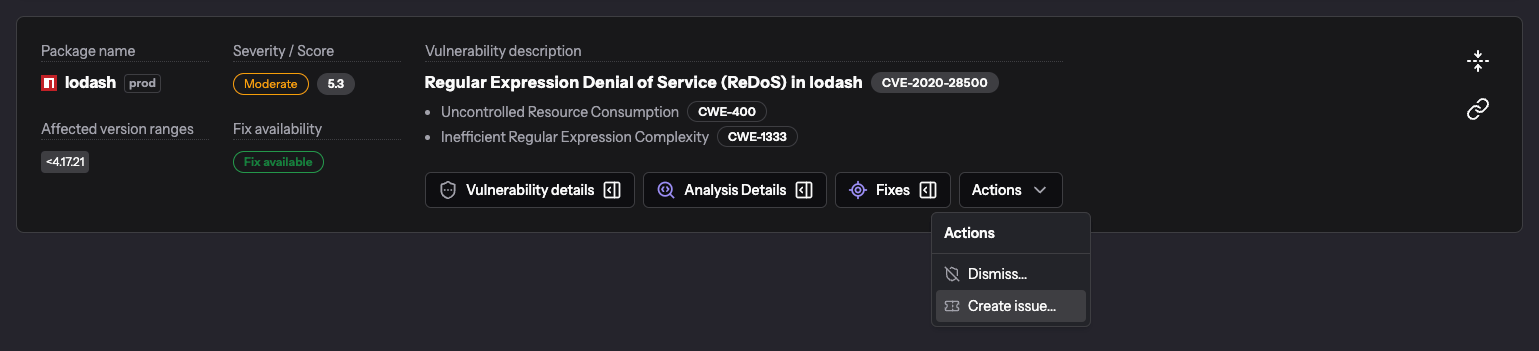 Package name
lodash prod
Affected version ranges
<4.17.21
Severity / Score
Moderate 5.3
Fix availability
Fix available
Vulnerability description
Regular Expression Denial of Service (ReDoS) in lodash CVE-2020-28500
• Uncontrolled Resource Consumption CWE-400
• Inefficient Regular Expression Complexity CWE-1333
Vulnerability details Analysis Details Fixes Actions
Actions
Dismiss...
Create issue...